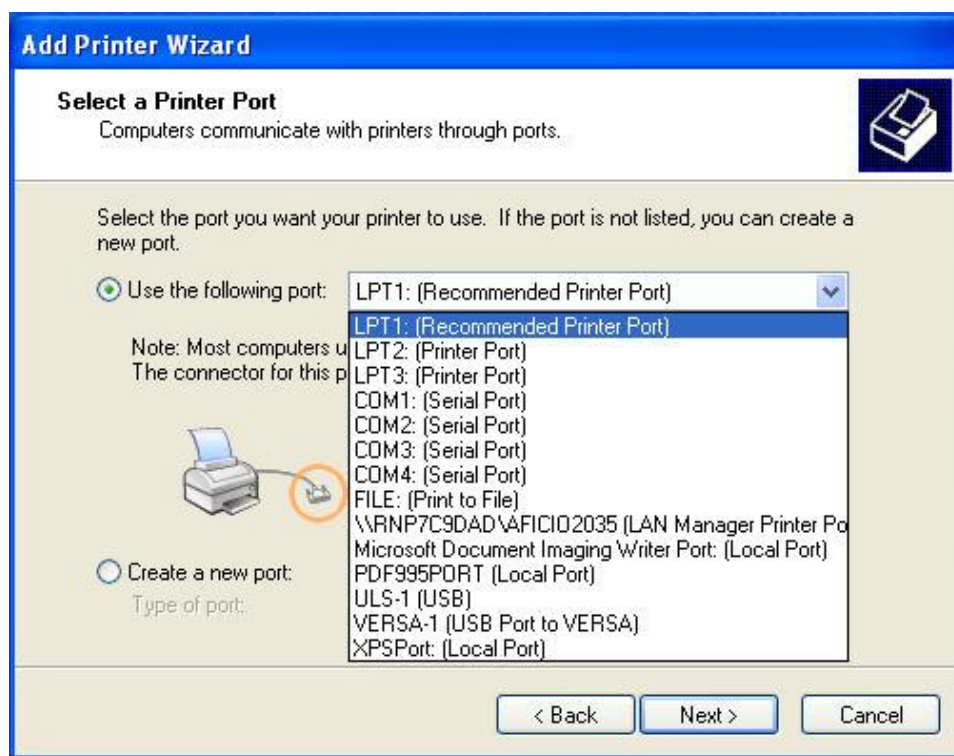 Add Printer Wizard
Select a Printer Port
Computers communicate with printers through ports.
Select the port you want your printer to use. If the port is not listed, you can create a
new port.
Use the following port:
LPT1: (Recommended Printer Port)
LPT1: (Recommended Printer Port)
Note: Most computers u
LPT2: (Printer Port)
The connector for this p
LPT3: (Printer Port)
COM1: (Serial Port)
COM2: (Serial Port)
COM3: (Serial Port)
COM4: (Serial Port)
FILE: (Print to File)
\\RNP7C9DAD\AFICIO2035 (LAN Manager Printer Po
Microsoft Document Imaging Writer Port: (Local Port)
PDF995PORT (Local Port)
ULS-1 (USB)
VERSA-1 (USB Port to VERSA)
XPSPort: (Local Port)
Create a new port:
Type of port:
< Back
Next >
Cancel